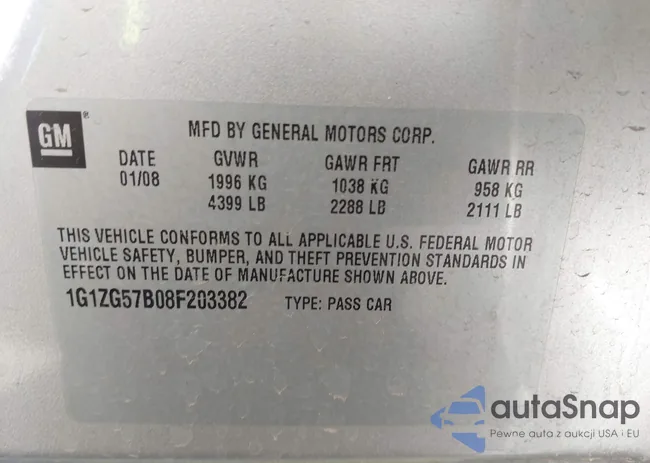 GM ®
MFD BY GENERAL MOTORS CORP.
DATE GVWR GAWR FRT GAWR RR
01/08 1996 KG 1038 KG 958 KG
4399 LB 2288 LB 2111 LB
THIS VEHICLE CONFORMS TO ALL APPLICABLE U.S. FEDERAL MOTOR
VEHICLE SAFETY, BUMPER, AND THEFT PREVENTION STANDARDS IN
EFFECT ON THE DATE OF MANUFACTURE SHOWN ABOVE.
1G1ZG57B08F203382 TYPE: PASS CAR
autaSnap
Pewne auta z aukcji USA i EU